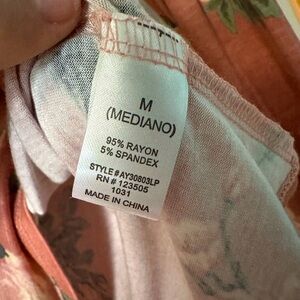 M
(MEDIANO)
95% RAYON
5% SPANDEX
STYLE#AY30803LP
RN # 123505
1031
MADE IN CHINA